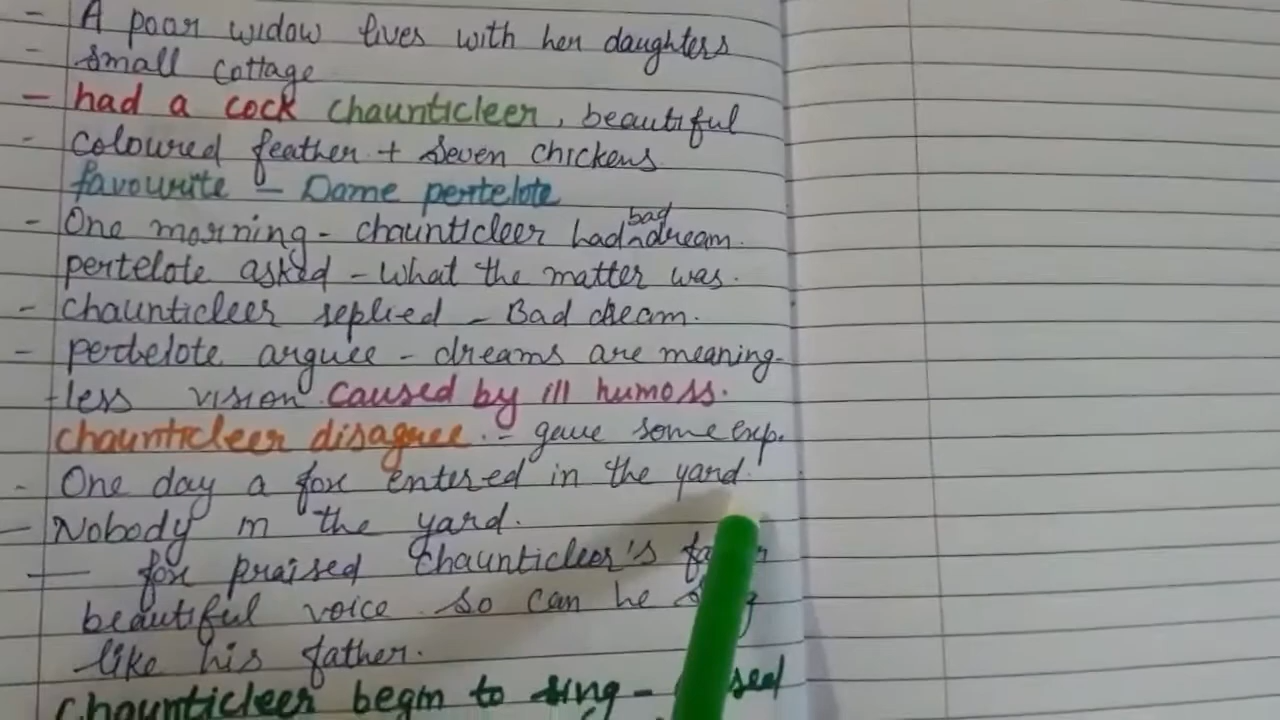 - A poor widow lives with her daughters
- small cottage
- had a cock chaunticleer, beautiful
- coloured feather + seven chickens
favourite - Dame pertelote
- One morning - chaunticleer had bad dream.
pertelote asked - what the matter was.
- chaunticleer replied - Bad dream.
- pertelote arguee - dreams are meaning-
less vision caused by ill humoss.
chaunticleer disagree. - gave some exp.
- One day a fox entered in the yard.
- Nobody in the yard.
- fox praised chaunticleer's
beautiful voice so can he
like his father.
Chaunticleer begin to sing -